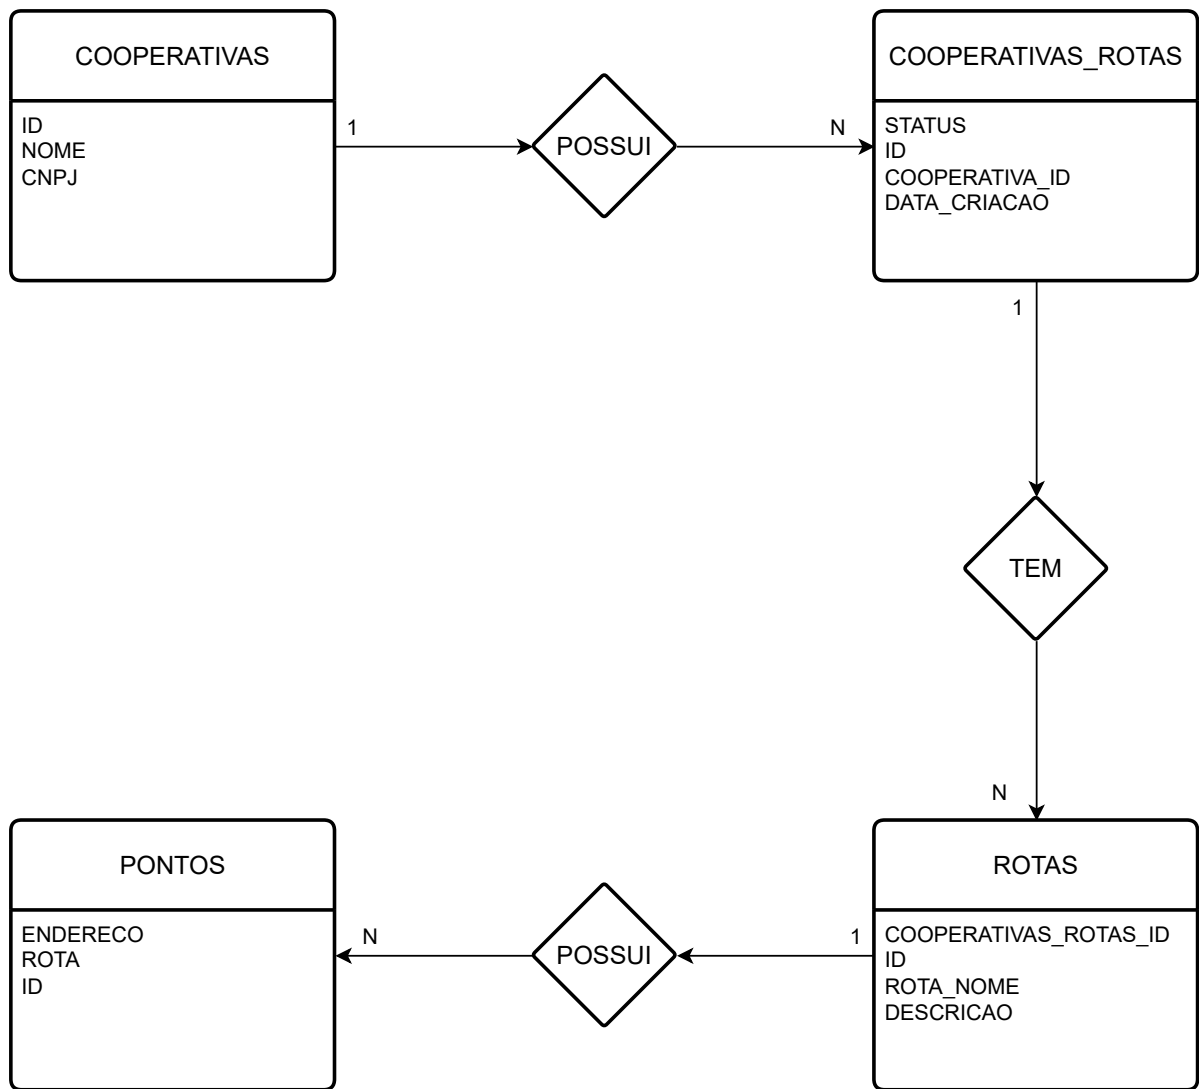 COOPERATIVAS
ID
NOME
CNPJ
1
POSSUI
N
COOPERATIVAS_ROTAS
STATUS
ID
COOPERATIVA_ID
DATA_CRIACAO
1
TEM
N
ROTAS
COOPERATIVAS_ROTAS_ID
ID
ROTA_NOME
DESCRICAO
1
POSSUI
N
PONTOS
ENDERECO
ROTA
ID